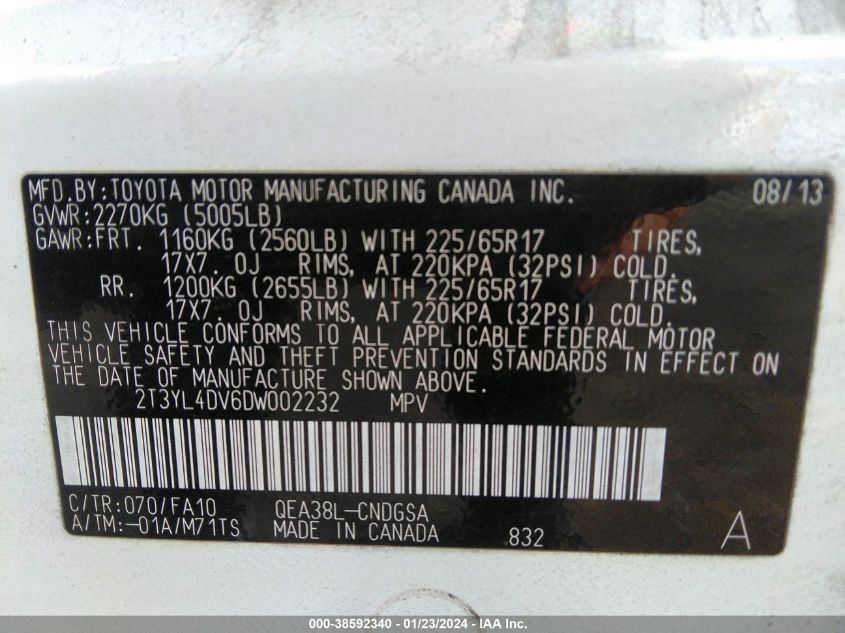 MFD.BY:TOYOTA MOTOR MANUFACTURING CANADA INC. 08/13
GVWR:2270KG (5005LB)
GAWR:FRT. 1160KG (2560LB) WITH 225/65R17 TIRES,
17X7.0J RIMS, AT 220KPA (32PSI) COLD.
RR. 1200KG (2655LB) WITH 225/65R17 TIRES,
17X7.0J RIMS, AT 220KPA (32PSI) COLD.
THIS VEHICLE CONFORMS TO ALL APPLICABLE FEDERAL MOTOR
VEHICLE SAFETY AND THEFT PREVENTION STANDARDS IN EFFECT ON
THE DATE OF MANUFACTURE SHOWN ABOVE.
2T3YL4DV6DW002232 MPV
C/TR:070/FA10 QEA38L-CNDGSA
A/TM:-01A/M71TS MADE IN CANADA 832 A
000-38592340 - 01/23/2024 - IAA Inc.